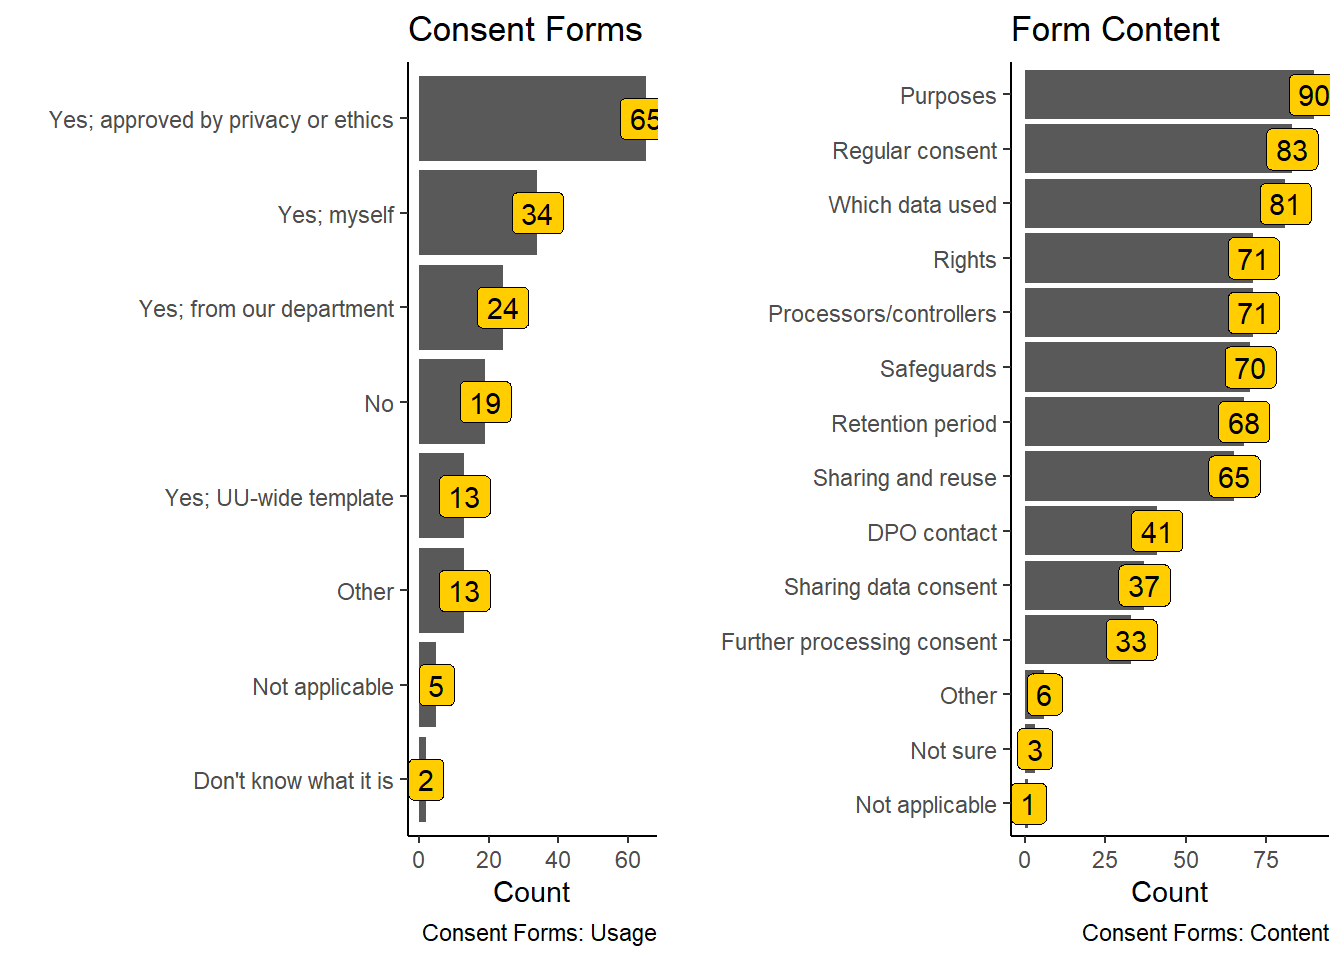 Consent Forms
Yes; approved by privacy or ethics
65
Yes; myself
34
Yes; from our department
24
No
19
Yes; UU-wide template
13
Other
13
Not applicable
5
Don't know what it is
2
0 20 40 60
Count
Consent Forms: Usage
Form Content
Purposes
90
Regular consent
83
Which data used
81
Rights
71
Processors/controllers
71
Safeguards
70
Retention period
68
Sharing and reuse
65
DPO contact
41
Sharing data consent
37
Further processing consent
33
Other
6
Not sure
3
Not applicable
1
0 25 50 75
Count
Consent Forms: Content